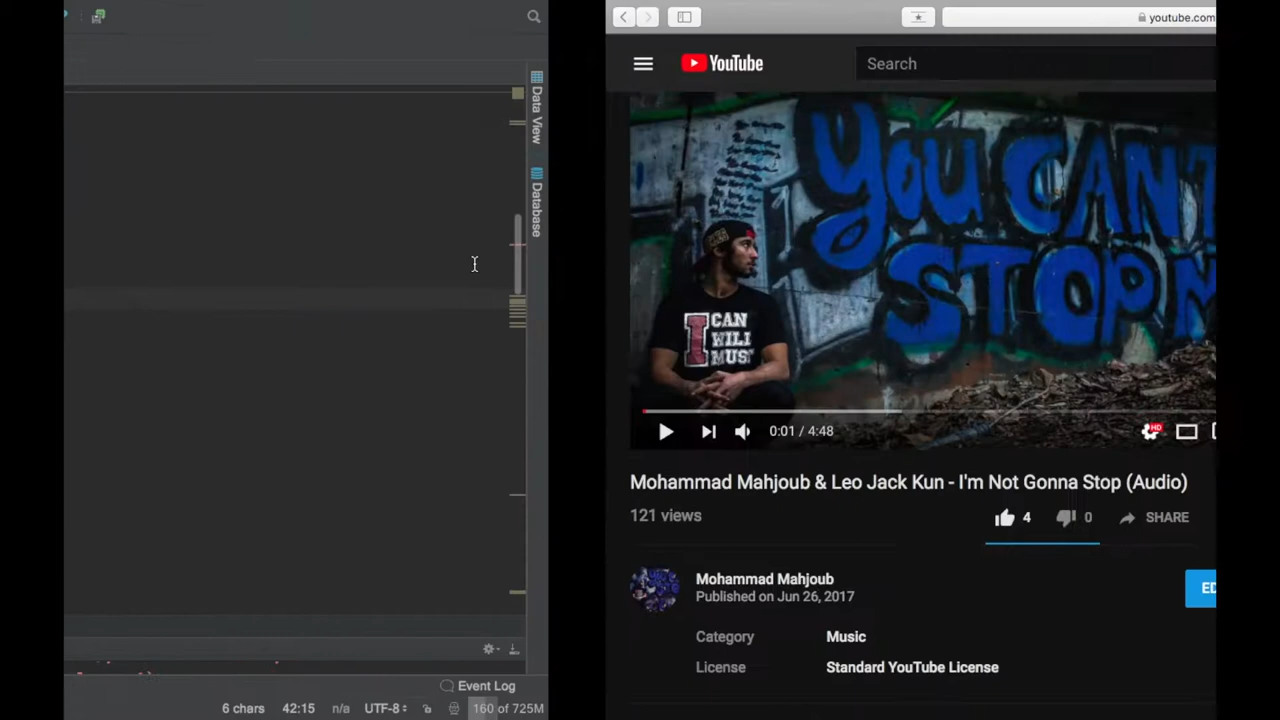 Data View
Database
Event Log
6 chars
42:15
n/a
UTF-8
160 of 725M
youtube.com
YouTube
Search
YOU CANT
STOP M
I CAN
WILL
MUST
0:01 / 4:48
HD
Mohammad Mahjoub & Leo Jack Kun - I'm Not Gonna Stop (Audio)
121 views
4
0
SHARE
Mohammad Mahjoub
Published on Jun 26, 2017
ED
Category
Music
License
Standard YouTube License